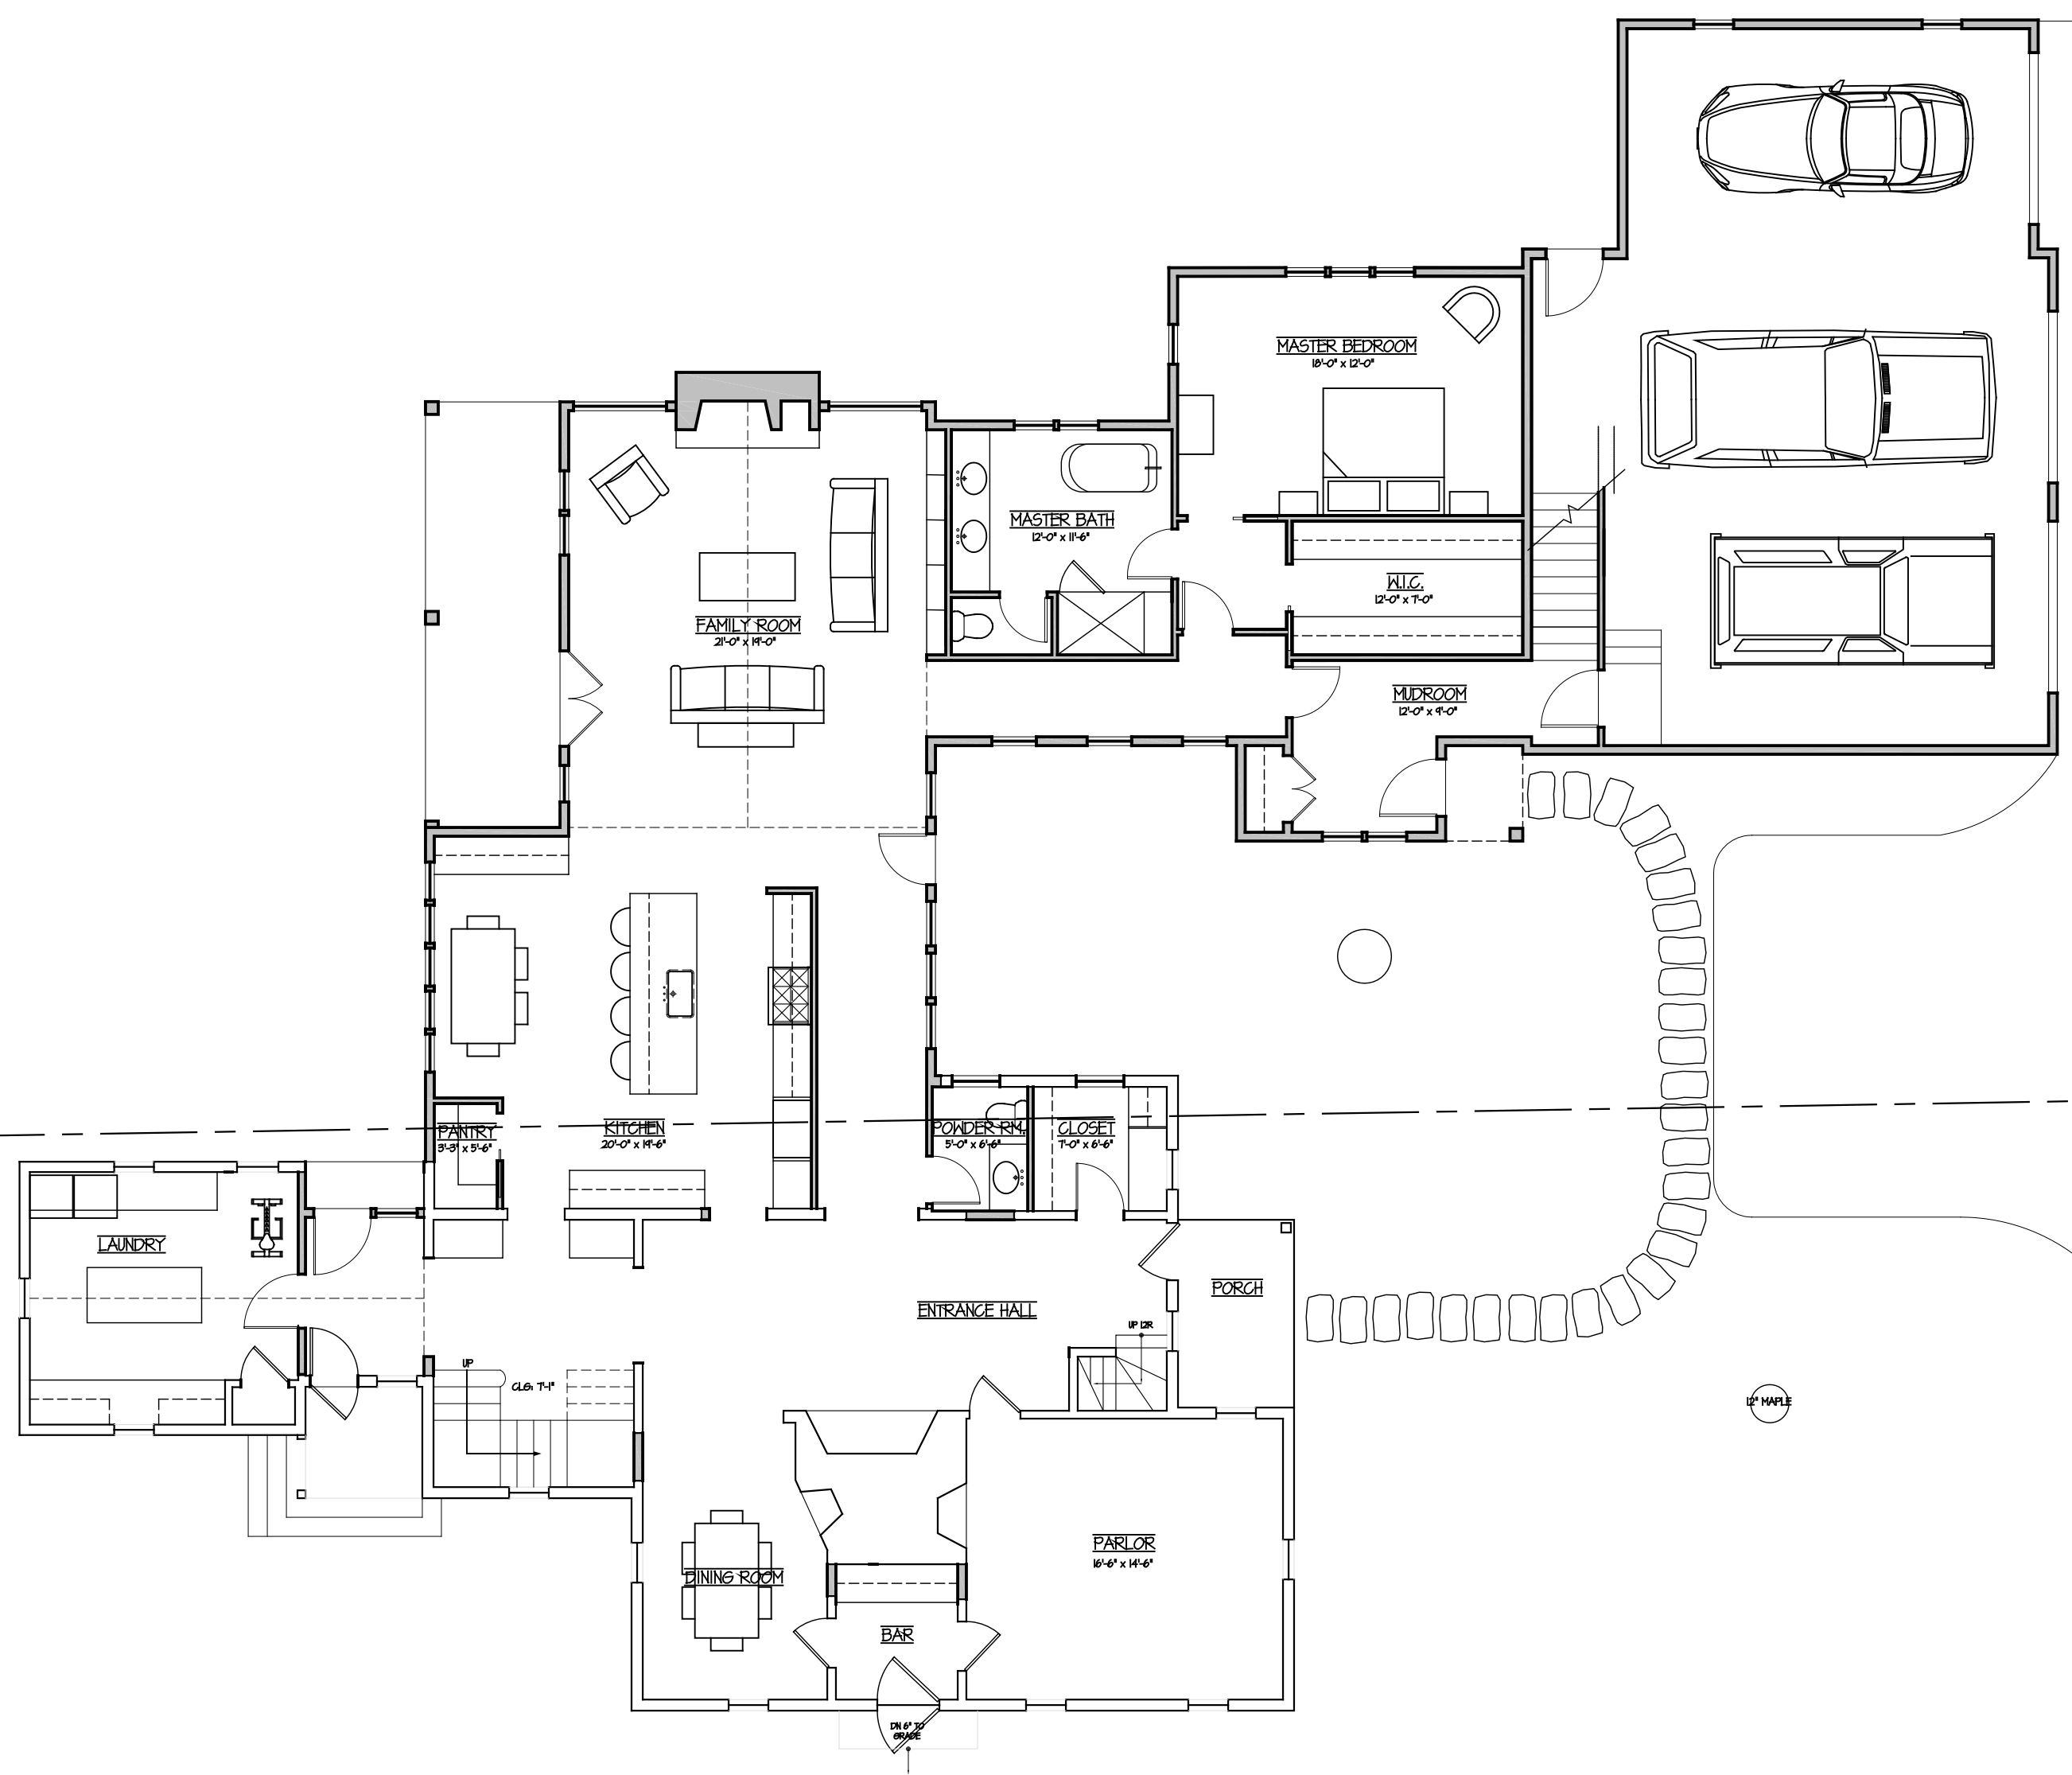 MASTER BEDROOM
18'-0" x 12'-0"
MASTER BATH
12'-0" x 11'-6"
W.I.C.
12'-0" x 7'-0"
FAMILY ROOM
21'-0" x 19'-0"
MUDROOM
12'-0" x 9'-0"
PANTRY
3'-3" x 5'-6"
KITCHEN
20'-0" x 19'-6"
POWDER RM.
5'-0" x 6'-6"
CLOSET
7'-0" x 6'-6"
LAUNDRY
PORCH
ENTRANCE HALL
UP 12R
UP
CLG: 7'-1"
12" MAPLE
PARLOR
16'-6" x 14'-6"
DINING ROOM
BAR
DN 6" TO
GRADE